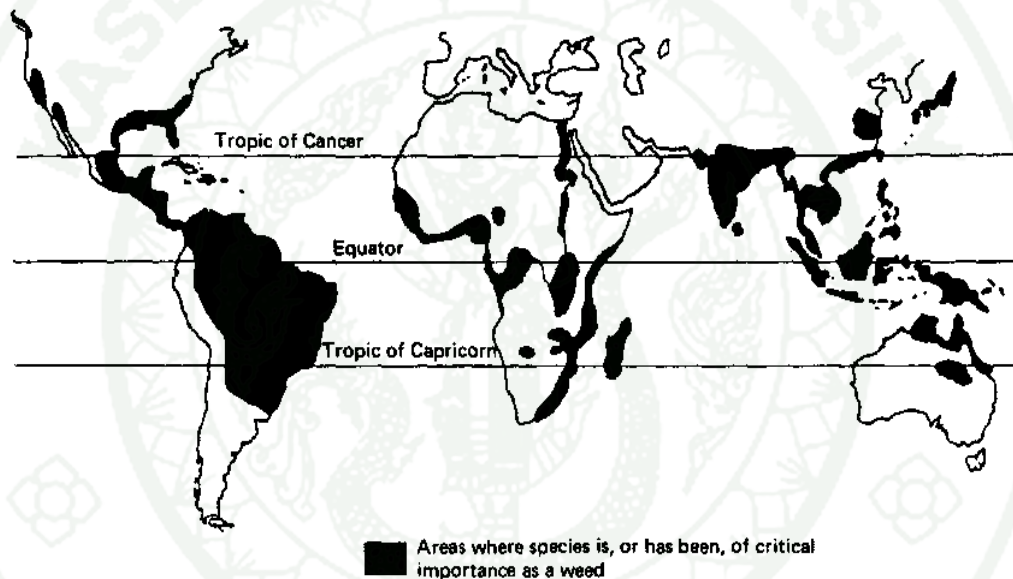 Tropic of Cancer
Equator
Tropic of Capricorn
Areas where species is, or has been, of critical
importance as a weed